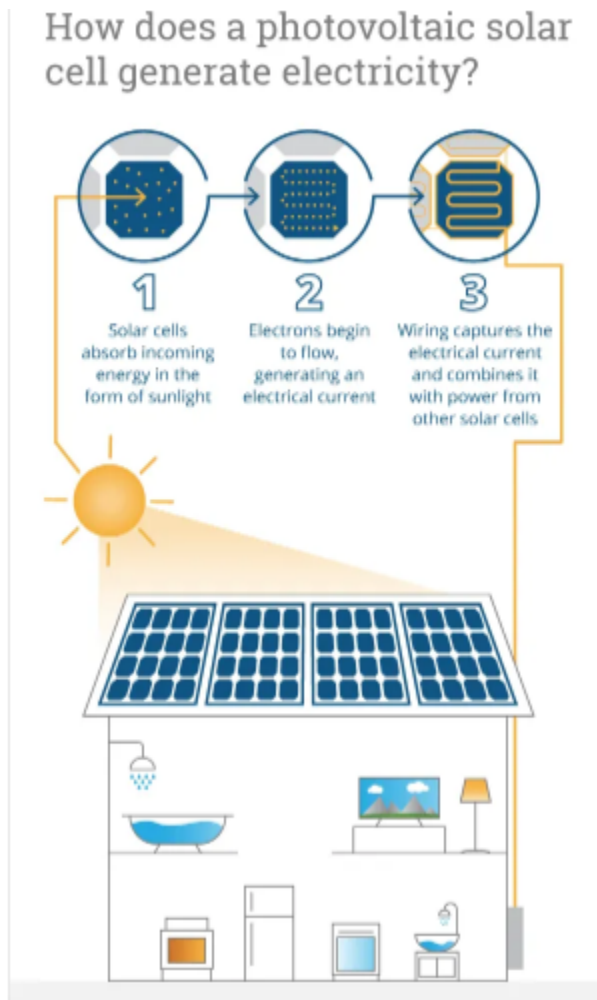 How does a photovoltaic solar
cell generate electricity?
1
Solar cells
absorb incoming
energy in the
form of sunlight
2
Electrons begin
to flow,
generating an
electrical current
3
Wiring captures the
electrical current
and combines it
with power from
other solar cells